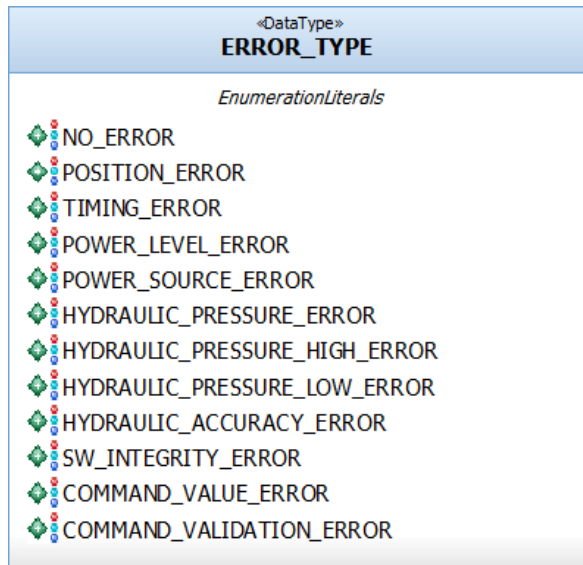 «DataType»
ERROR_TYPE
EnumerationLiterals
NO_ERROR
POSITION_ERROR
TIMING_ERROR
POWER_LEVEL_ERROR
POWER_SOURCE_ERROR
HYDRAULIC_PRESSURE_ERROR
HYDRAULIC_PRESSURE_HIGH_ERROR
HYDRAULIC_PRESSURE_LOW_ERROR
HYDRAULIC_ACCURACY_ERROR
SW_INTEGRITY_ERROR
COMMAND_VALUE_ERROR
COMMAND_VALIDATION_ERROR